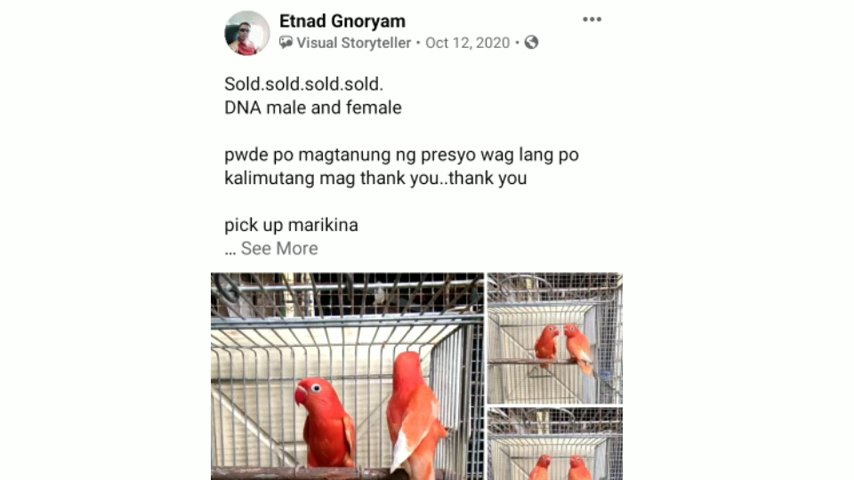 Etnad Gnoryam
Visual Storyteller · Oct 12, 2020 ·
Sold.sold.sold.sold.
DNA male and female
pwde po magtanung ng presyo wag lang po
kalimutang mag thank you..thank you
pick up marikina
... See More